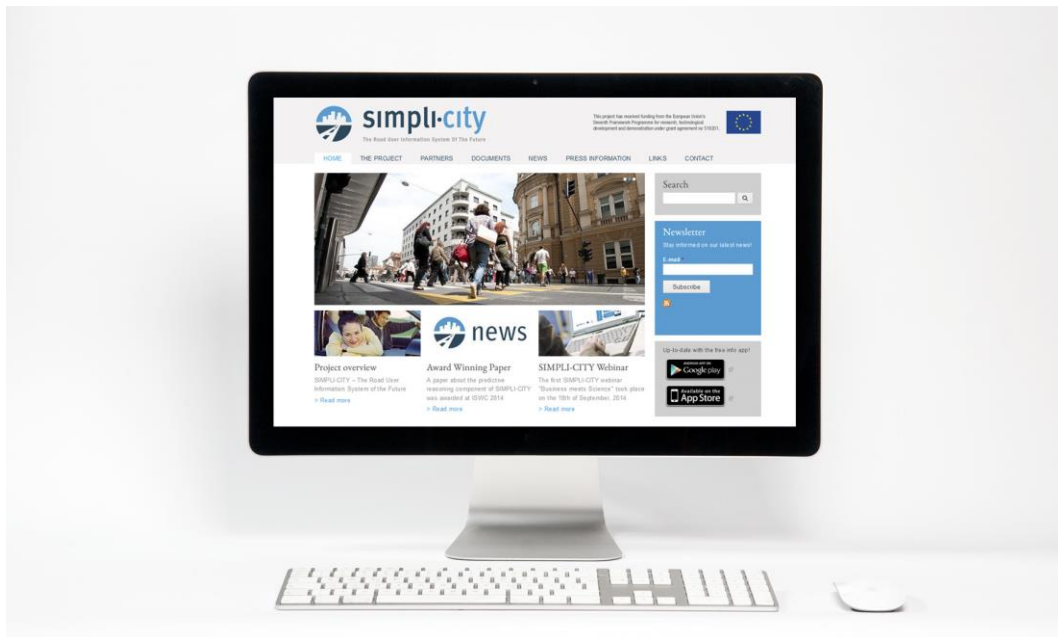 simpli·city
The Road User Information System Of The Future
This project has received funding from the European Union's
Seventh Framework Programme for research, technological
development and demonstration under grant agreement no
HOME THE PROJECT PARTNERS DOCUMENTS NEWS PRESS INFORMATION LINKS CONTACT
news
Project overview
SIMPLI-CITY – The Road User
Information System of the Future
> Read more
Award Winning Paper
A paper about the predictive
reasoning component of SIMPLI-CITY
was awarded at ISWC 2014
> Read more
SIMPLI-CITY Webinar
The first SIMPLI-CITY webinar
"Business meets Science" took place
on the 18th of September, 2014.
> Read more
Search
Newsletter
Stay informed on our latest news!
E-mail
Subscribe
Up-to-date with the free info app!
ANDROID APP ON
Google play
Available on the
App Store